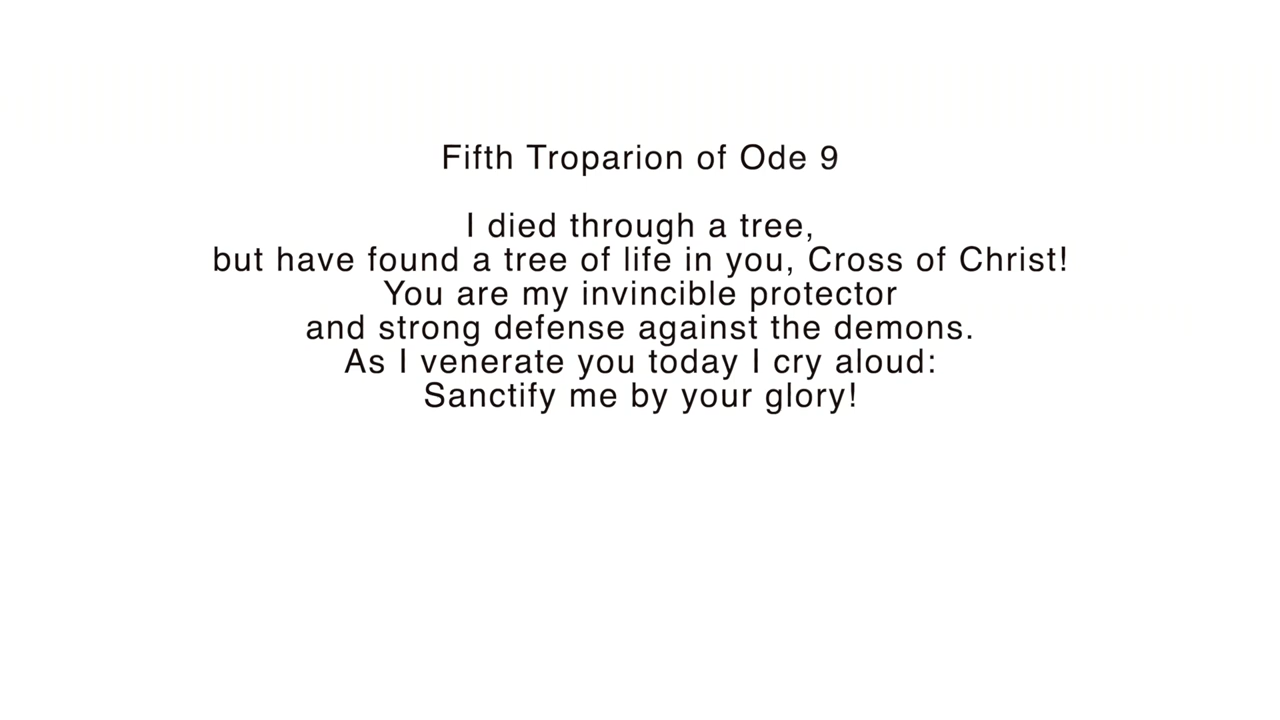 Fifth Troparion of Ode 9
I died through a tree,
but have found a tree of life in you, Cross of Christ!
You are my invincible protector
and strong defense against the demons.
As I venerate you today I cry aloud:
Sanctify me by your glory!